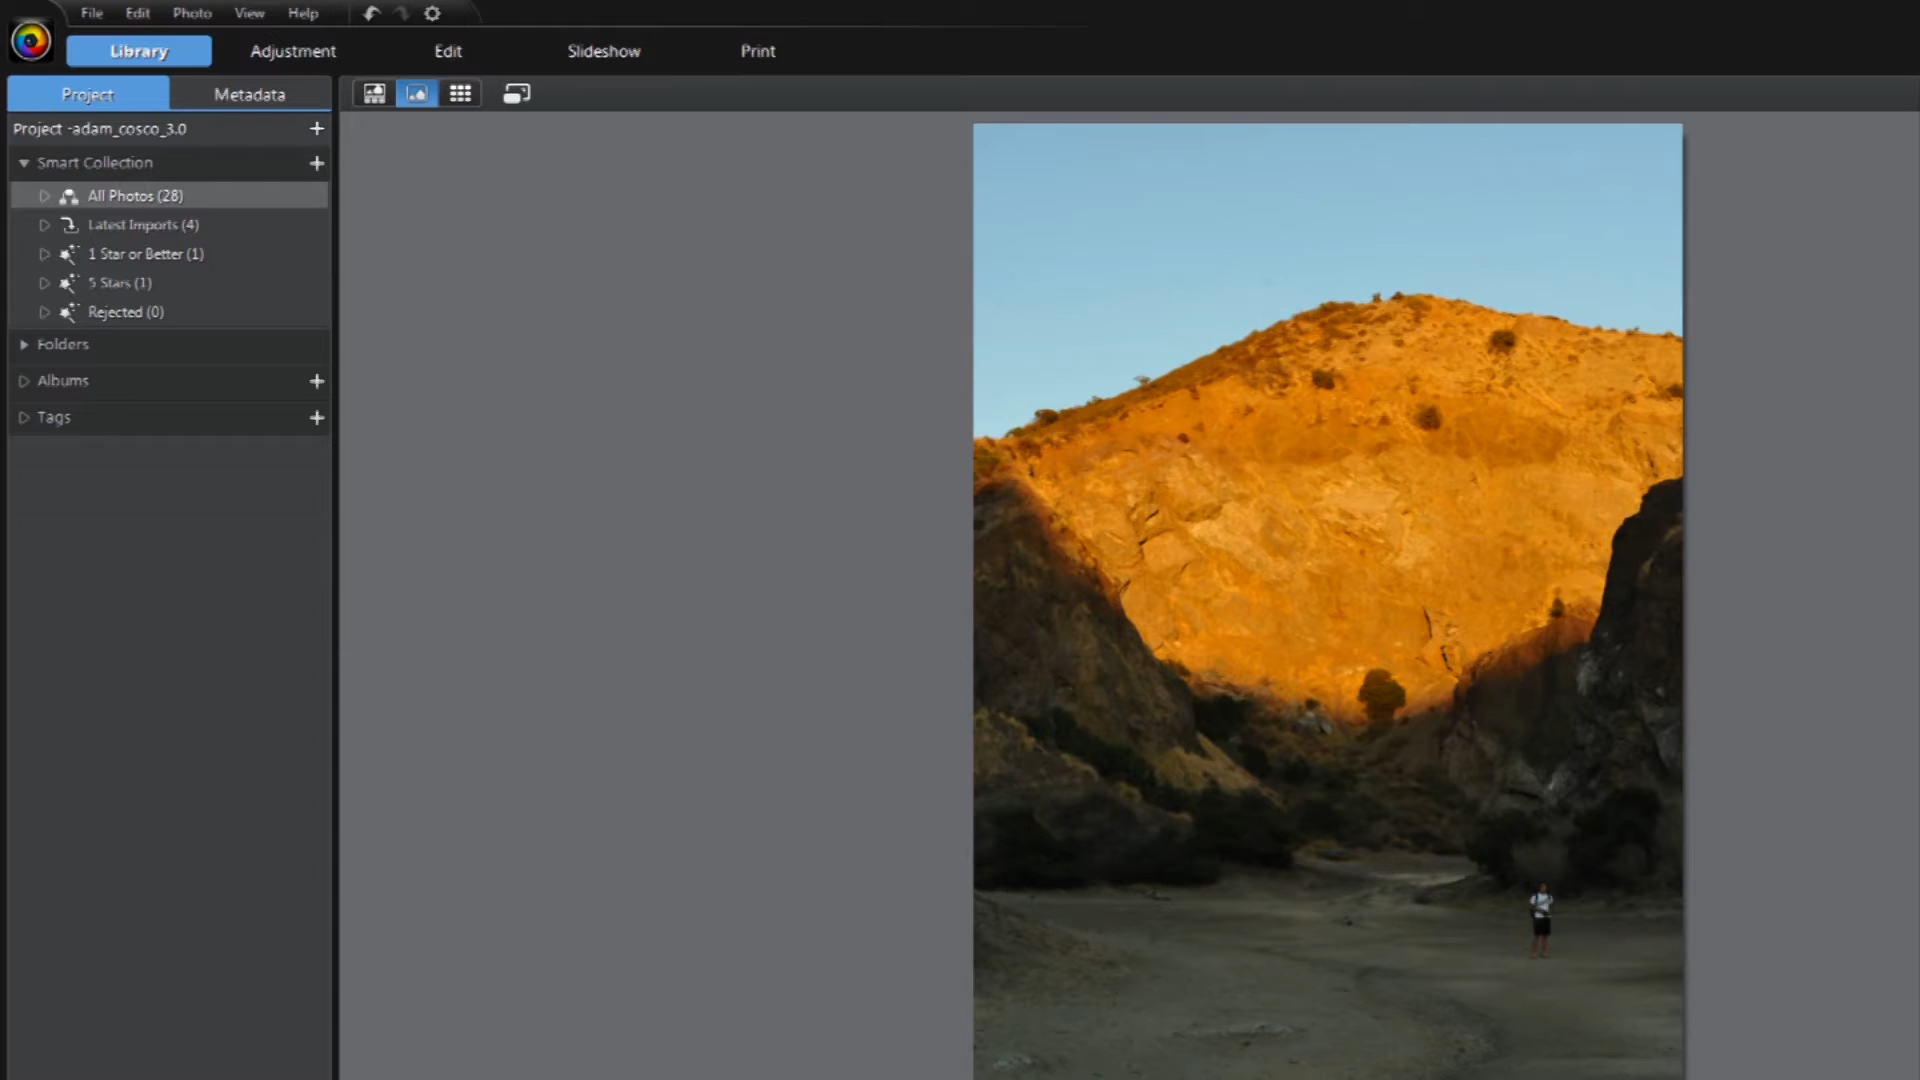 File Edit Photo View Help
Library Adjustment Edit Slideshow Print
Project Metadata
Project -adam_cosco_3.0
Smart Collection
All Photos (28)
Latest Imports (4)
1 Star or Better (1)
5 Stars (1)
Rejected (0)
Folders
Albums
Tags